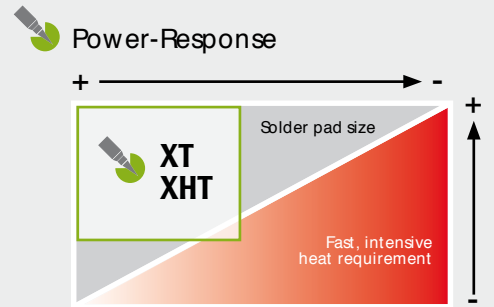 Power-Response
+ -
+
Solder pad size
XT
XHT
Fast, intensive
heat requirement
-